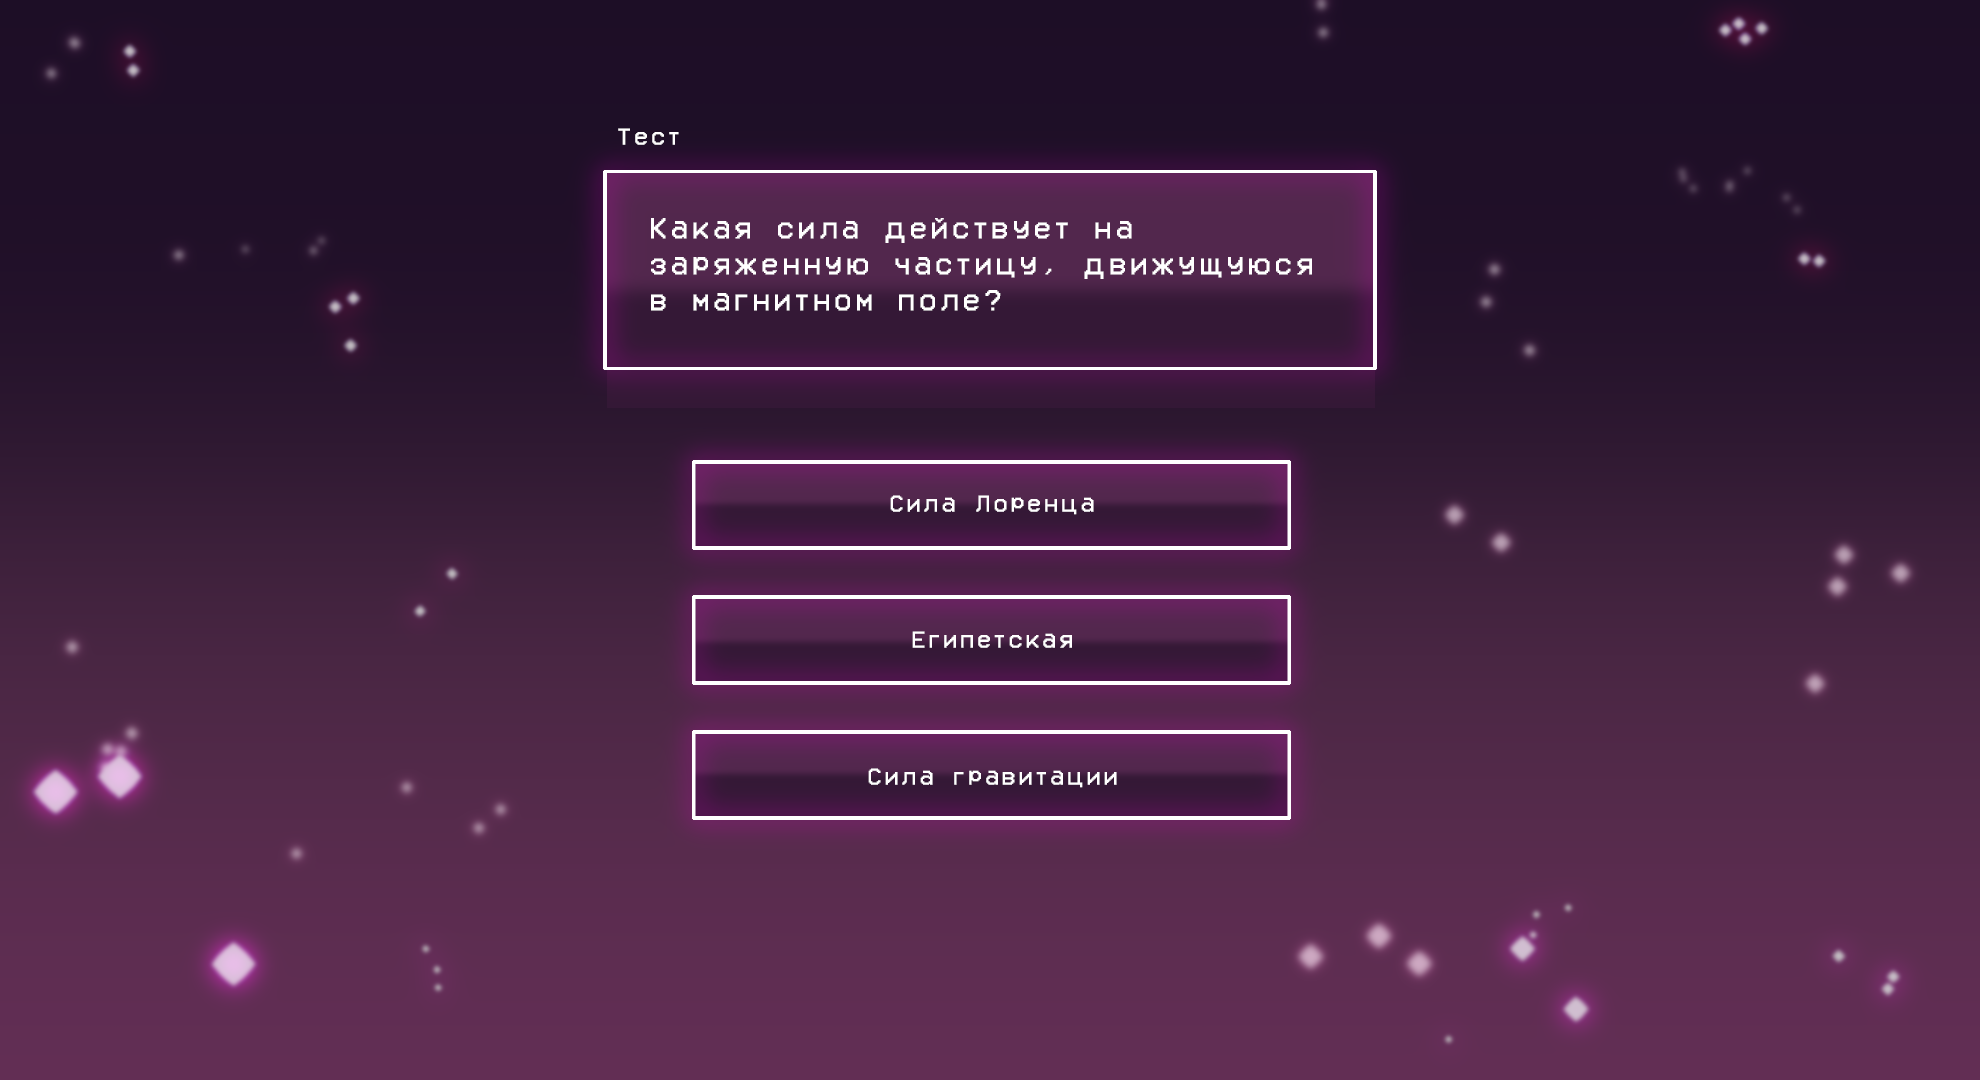 Тест
Какая сила действует на
заряженную частицу, движущуюся
в магнитном поле?
Сила Лоренца
Египетская
Сила гравитации